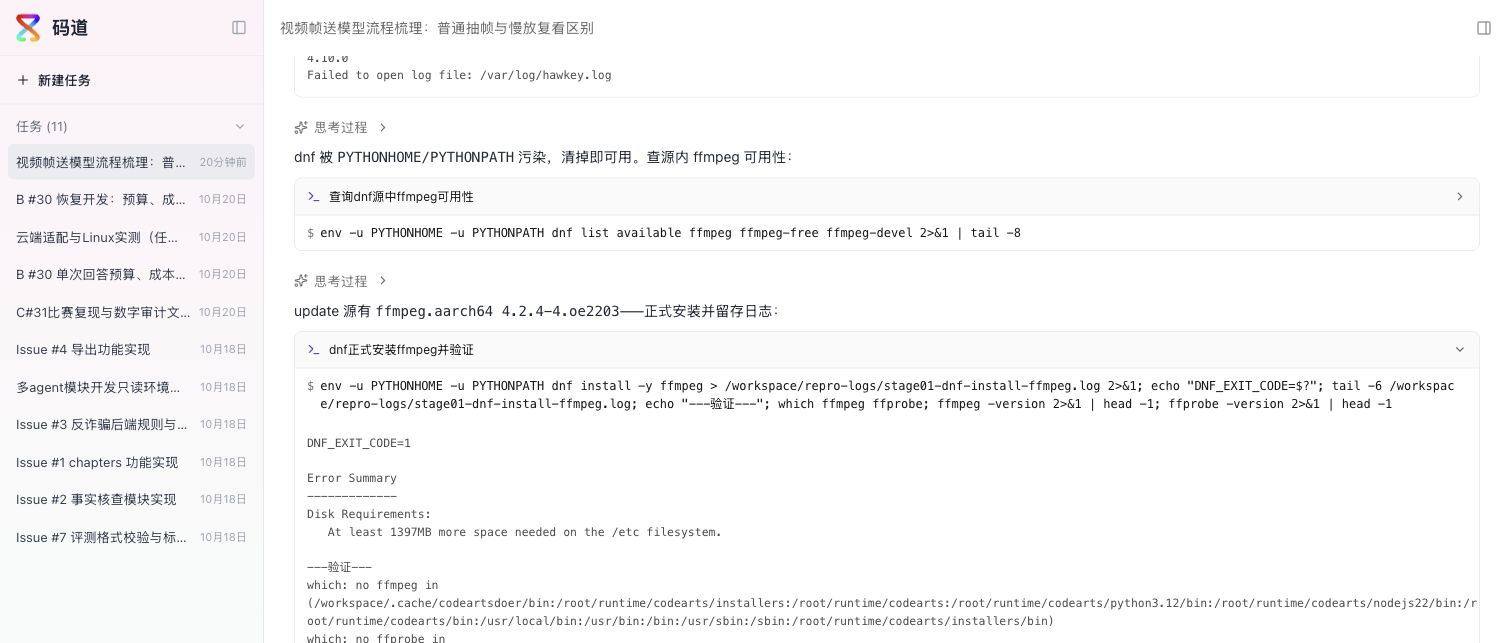 码道
新建任务
任务 (11)
视频帧送模型流程梳理：普... 20分钟前
B #30 恢复开发：预算、成... 10月20日
云端适配与Linux实测（任... 10月20日
B #30 单次回答预算、成本... 10月20日
C#31比赛复现与数字审计文... 10月20日
Issue #4 导出功能实现 10月18日
多agent模块开发只读环境... 10月18日
Issue #3 反诈骗后端规则与... 10月18日
Issue #1 chapters 功能实现 10月18日
Issue #2 事实核查模块实现 10月18日
Issue #7 评测格式校验与标... 10月18日
视频帧送模型流程梳理：普通抽帧与慢放复看区别
4.10.0
Failed to open log file: /var/log/hawkey.log
思考过程
dnf 被 PYTHONHOME/PYTHONPATH 污染，清掉即可用。查源内 ffmpeg 可用性：
查询dnf源中ffmpeg可用性
$ env -u PYTHONHOME -u PYTHONPATH dnf list available ffmpeg ffmpeg-free ffmpeg-devel 2>&1 | tail -8
思考过程
update 源有 ffmpeg.aarch64 4.2.4-4.oe2203——正式安装并留存日志：
dnf正式安装ffmpeg并验证
$ env -u PYTHONHOME -u PYTHONPATH dnf install -y ffmpeg > /workspace/repro-logs/stage01-dnf-install-ffmpeg.log 2>&1; echo "DNF_EXIT_CODE=$?"; tail -6 /workspac
e/repro-logs/stage01-dnf-install-ffmpeg.log; echo "---验证---"; which ffmpeg ffprobe; ffmpeg -version 2>&1 | head -1; ffprobe -version 2>&1 | head -1
DNF_EXIT_CODE=1
Error Summary
-------------
Disk Requirements:
At least 1397MB more space needed on the /etc filesystem.
---验证---
which: no ffmpeg in
(/workspace/.cache/codeartsdoer/bin:/root/runtime/codearts/installers:/root/runtime/codearts:/root/runtime/codearts/python3.12/bin:/root/runtime/codearts/nodejs22/bin:/r
oot/runtime/codearts/bin:/usr/local/bin:/usr/bin:/bin:/usr/sbin:/sbin:/root/runtime/codearts/installers/bin)
which: no ffprobe in